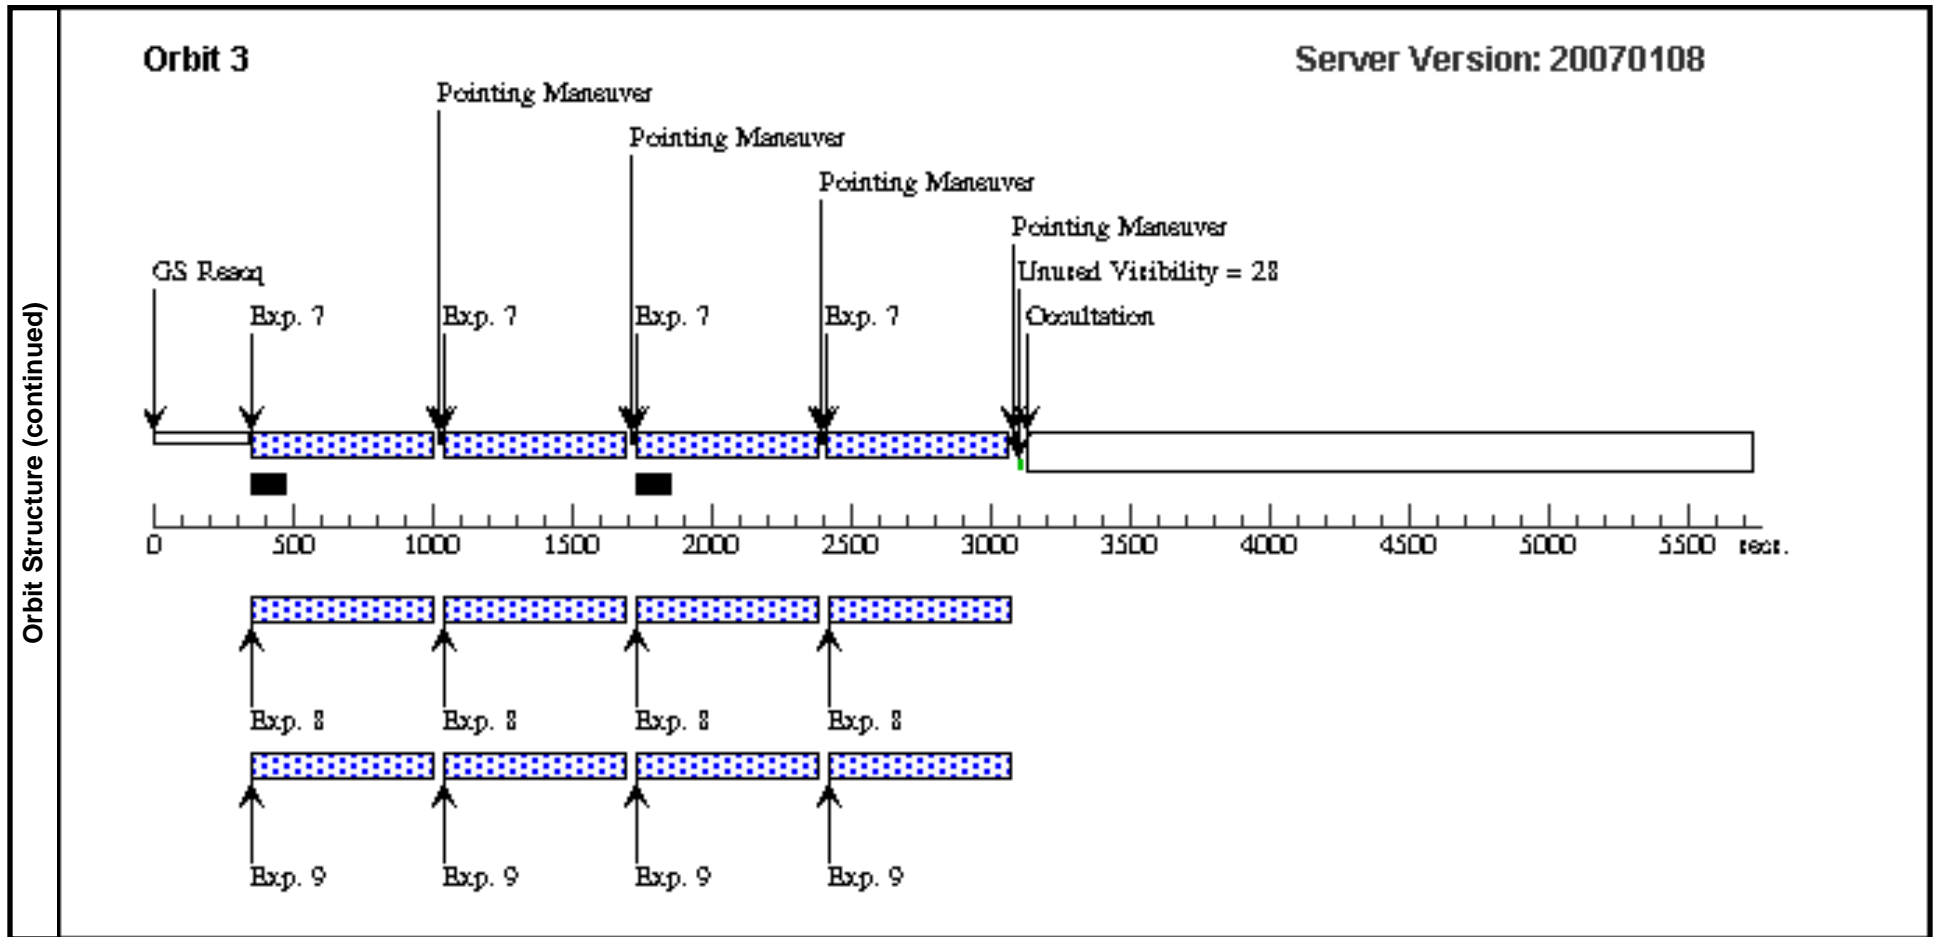 Orbit Structure (continued)
Orbit 3
Server Version: 20070108
Pointing Maneuver
Pointing Maneuver
Pointing Maneuver
Pointing Maneuver
GS Reacq
Unused Visibility = 28
Exp. 7
Exp. 7
Exp. 7
Exp. 7
Occultation
0 500 1000 1500 2000 2500 3000 3500 4000 4500 5000 5500 secs.
Exp. 8
Exp. 8
Exp. 8
Exp. 8
Exp. 9
Exp. 9
Exp. 9
Exp. 9